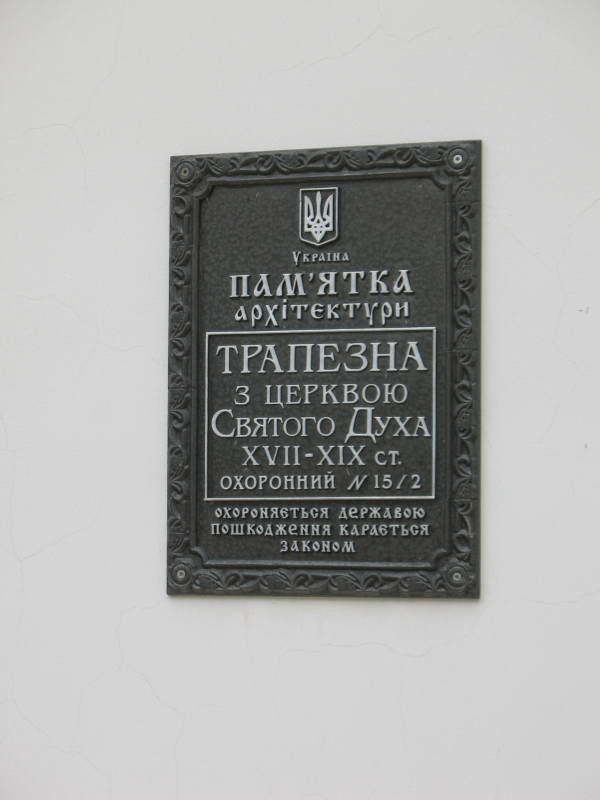 Україна
ПАМ'ЯТКА
архітектури
ТРАПЕЗНА
З ЦЕРКВОЮ
СВЯТОГО ДУХА
XVII-XIX СТ.
ОХОРОННИЙ N 15/2
ОХОРОНЯЄТЬСЯ ДЕРЖАВОЮ
ПОШКОДЖЕННЯ КАРАЄТЬСЯ
ЗАКОНОМ